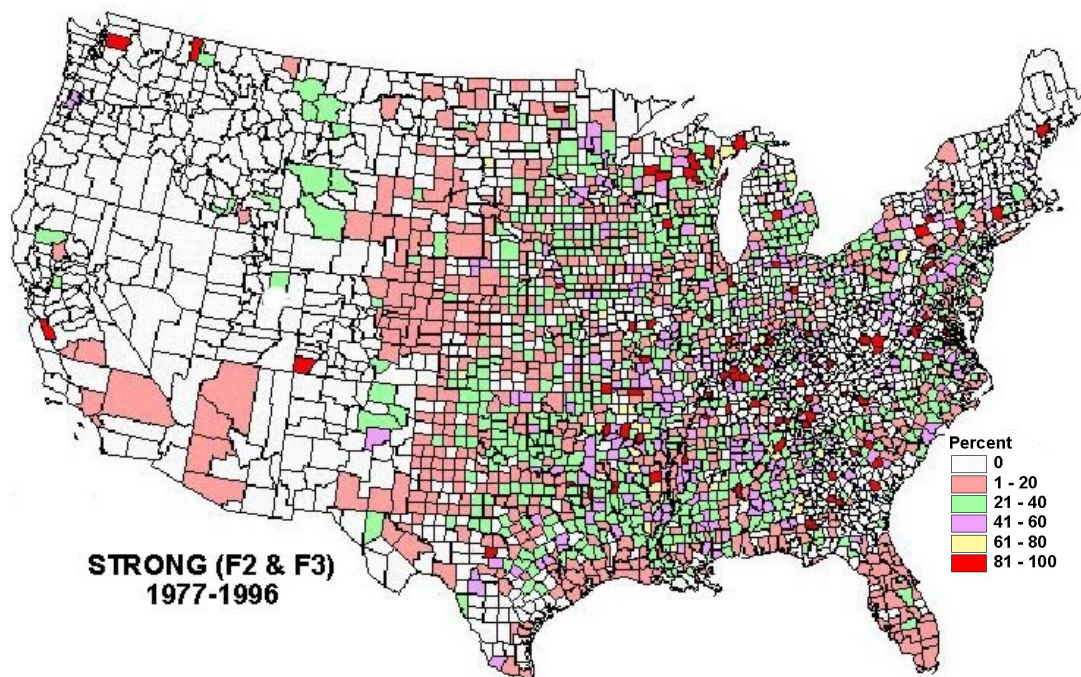 STRONG (F2 & F3)
1977-1996
Percent
0
1 - 20
21 - 40
41 - 60
61 - 80
81 - 100